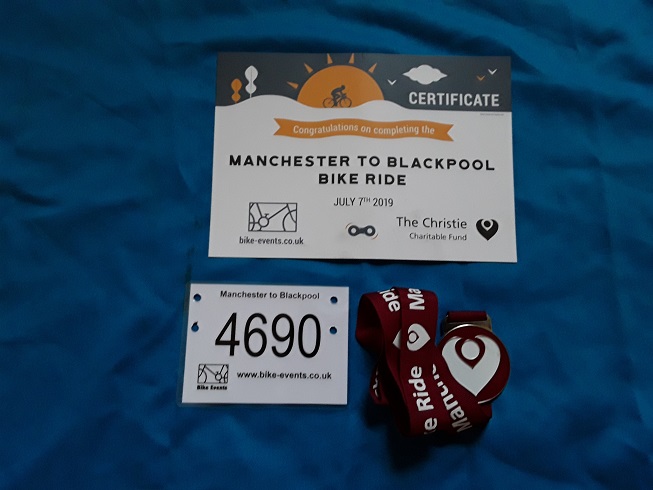 CERTIFICATE
Congratulations on completing the
MANCHESTER TO BLACKPOOL
BIKE RIDE
JULY 7TH 2019
bike-events.co.uk
The Christie
Charitable Fund
Manchester to Blackpool
4690
Bike Events
www.bike-events.co.uk
Ride